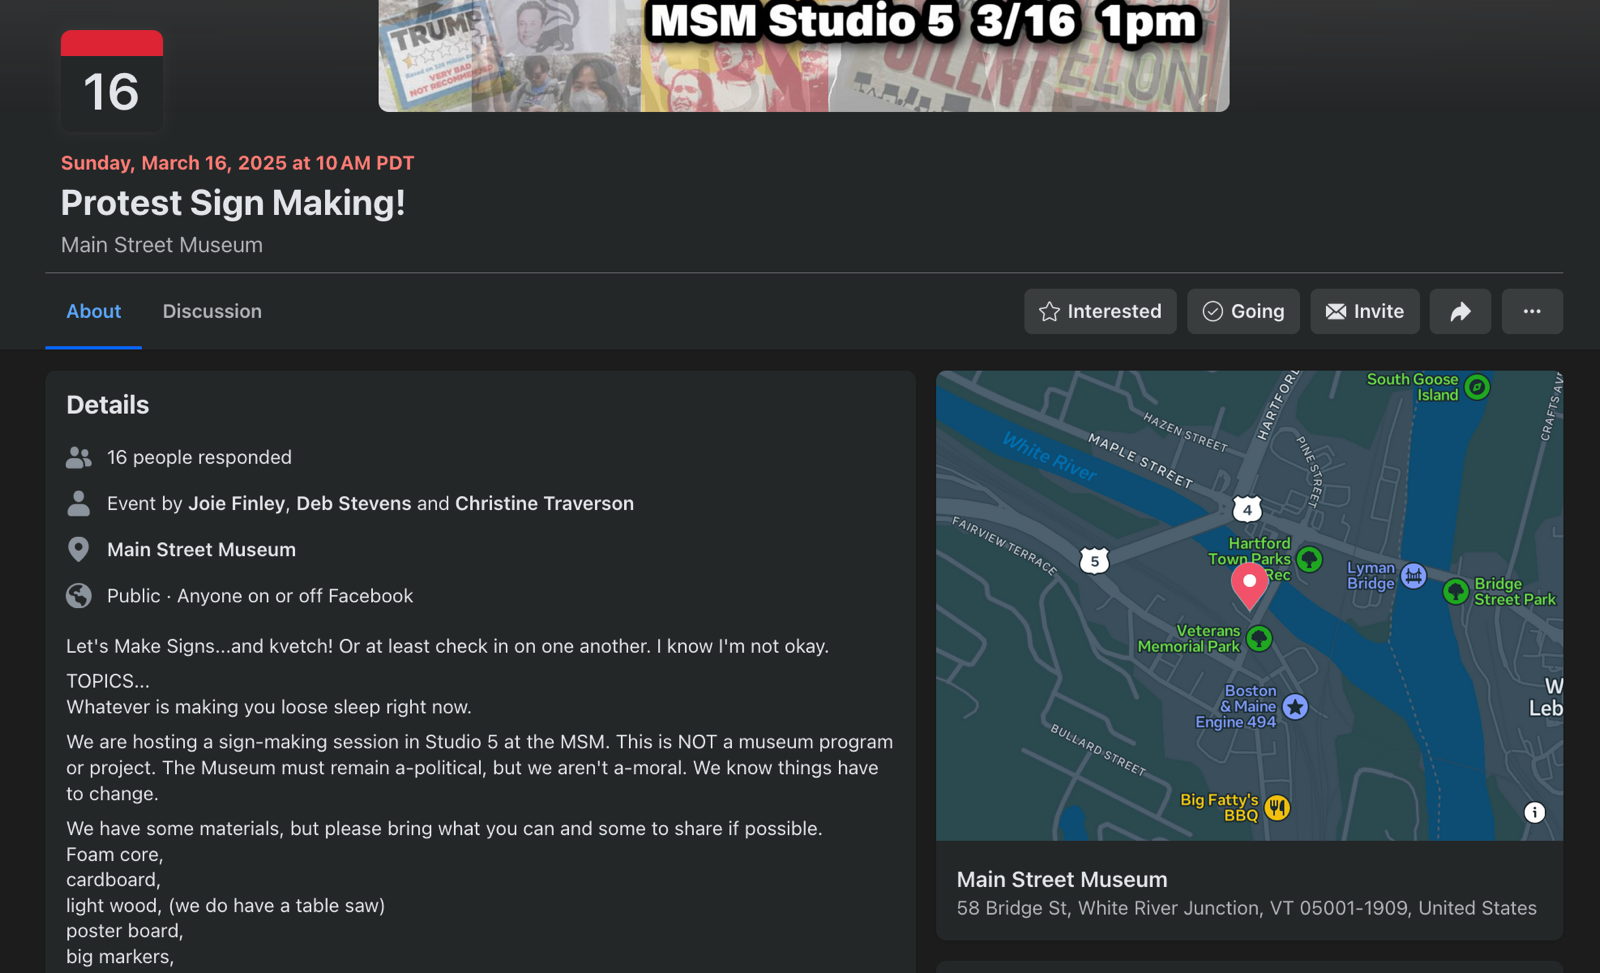 MSM Studio 5 3/16 1pm
TRUMP
VERY BAD
NOT RECOMMENDED
ELON
16
Sunday, March 16, 2025 at 10 AM PDT
Protest Sign Making!
Main Street Museum
About
Discussion
Interested
Going
Invite
Details
16 people responded
Event by Joie Finley, Deb Stevens and Christine Traverson
Main Street Museum
Public · Anyone on or off Facebook
Let's Make Signs...and kvetch! Or at least check in on one another. I know I'm not okay.
TOPICS...
Whatever is making you loose sleep right now.
We are hosting a sign-making session in Studio 5 at the MSM. This is NOT a museum program
or project. The Museum must remain a-political, but we aren't a-moral. We know things have
to change.
We have some materials, but please bring what you can and some to share if possible.
Foam core,
cardboard,
light wood, (we do have a table saw)
poster board,
big markers,
South Goose
Island
HARTFORD
CRAFTS AV
HAZEN STREET
MAPLE STREET
White River
PINE STREET
4
FAIRVIEW TERRACE
5
Hartford
Town Parks
Rec
Lyman
Bridge
Bridge
Street Park
Veterans
Memorial Park
Boston
& Maine
Engine 494
W
Leb
BULLARD STREET
Big Fatty's
BBQ
Main Street Museum
58 Bridge St, White River Junction, VT 05001-1909, United States